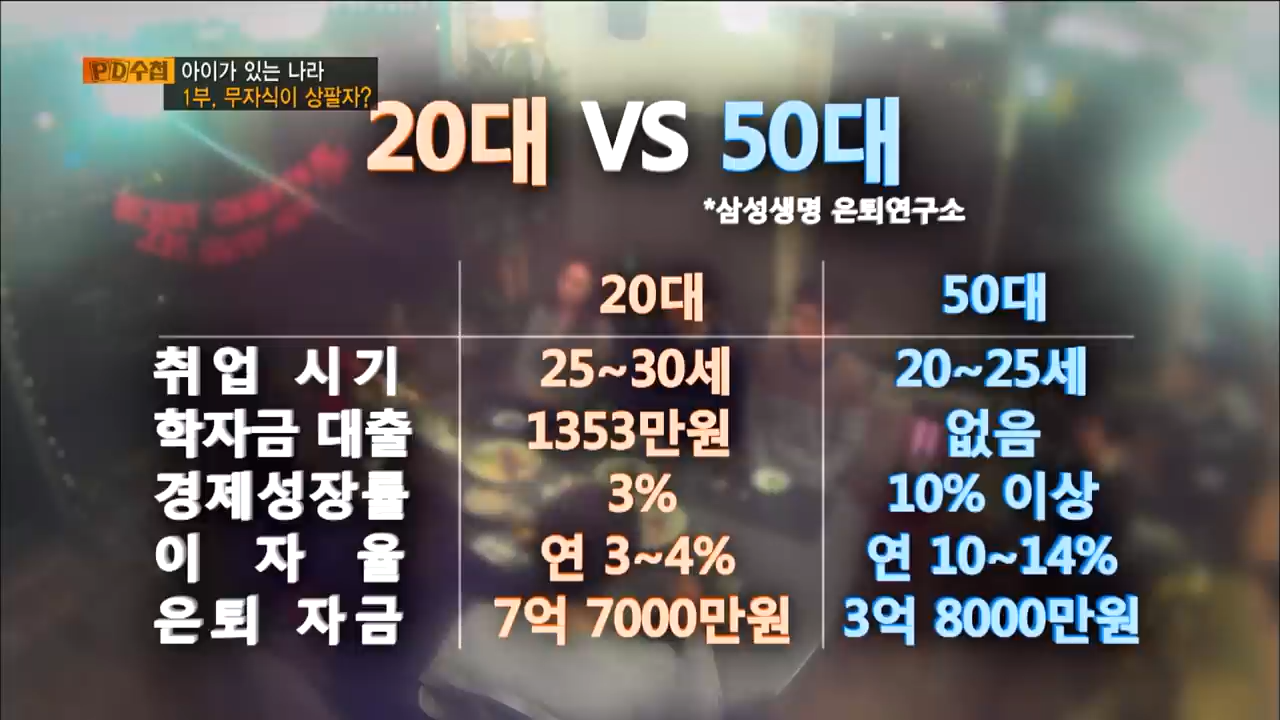 PD수첩 아이가 있는 나라
1부. 무자식이 상팔자?
20대 VS 50대
*삼성생명 은퇴연구소
20대 50대
취업 시기 25~30세 20~25세
학자금 대출 1353만원 없음
경제성장률 3% 10% 이상
이 자 율 연 3~4% 연 10~14%
은퇴 자금 7억 7000만원 3억 8000만원